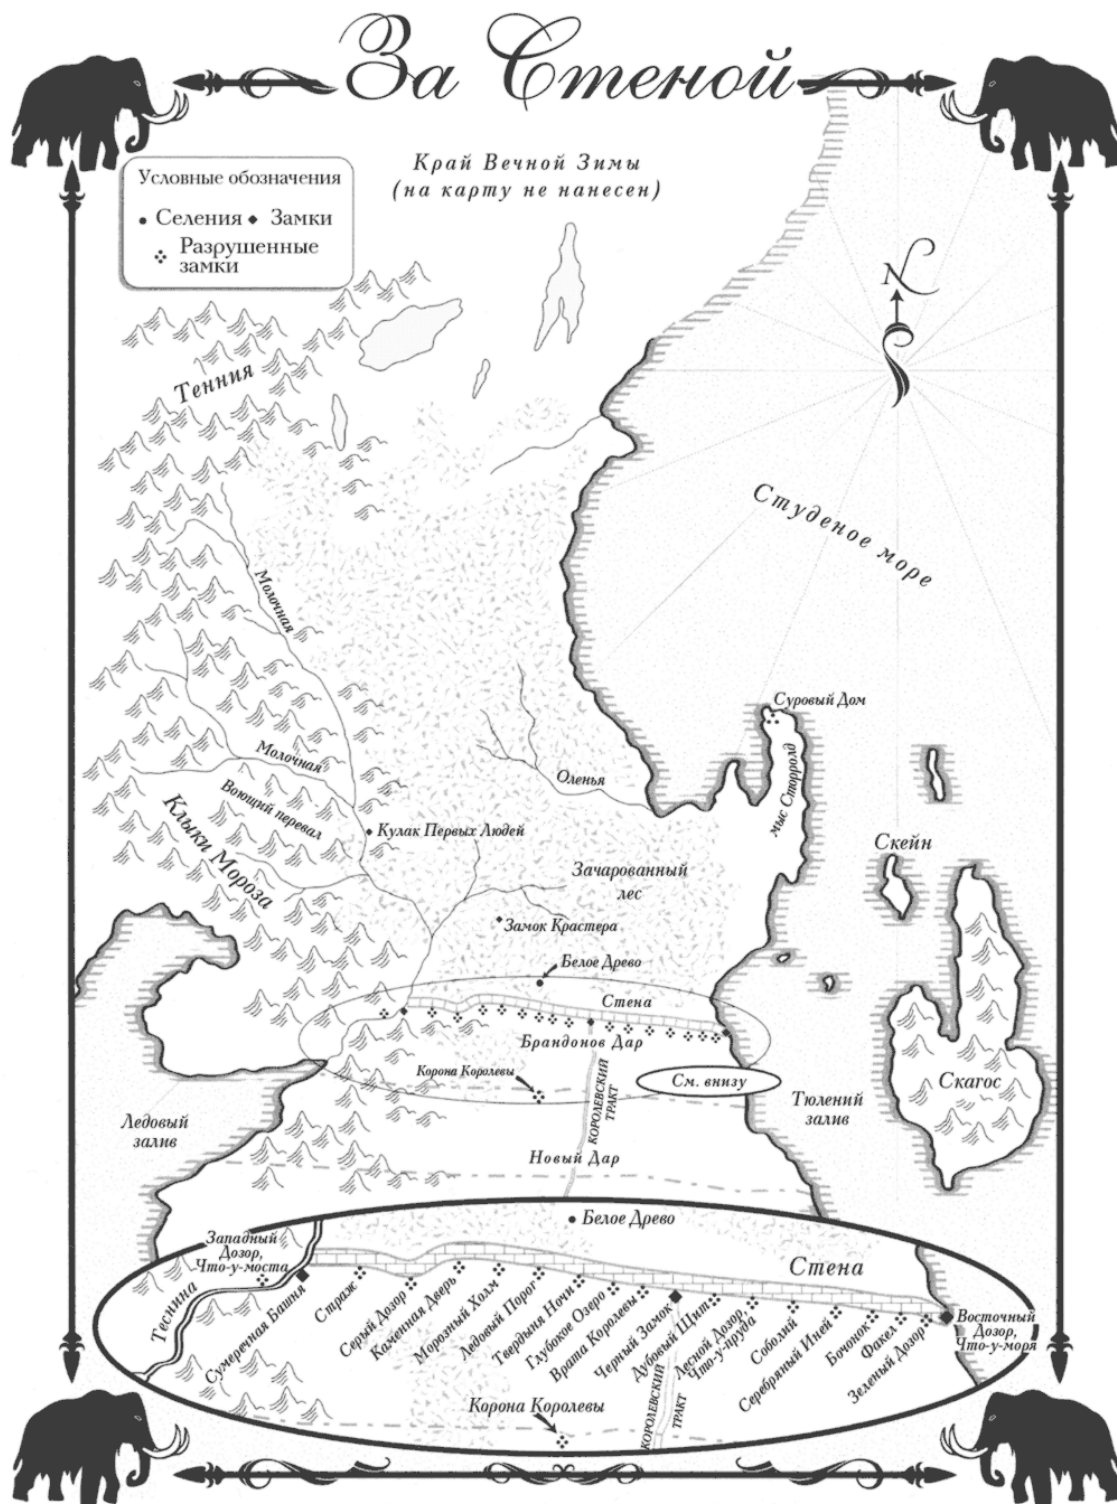 За Стеной
Край Вечной Зимы
(на карту не нанесен)
Условные обозначения
Селения Замки
Разрушенные
замки
N
Тенния
Студеное море
Молочная
Суровый Дом
Молочная
Оленья
мыс Сторролд
Воющий перевал
Клыки Мороза
Кулак Первых Людей
Скейн
Зачарованный
лес
Замок Крастера
Белое Древо
Стена
Брандонов Дар
Корона Королевы
См. внизу
КОРОЛЕВСКИЙ
ТРАКТ
Скагос
Тюлений
залив
Ледовый
залив
Новый Дар
Белое Древо
Западный
Дозор,
Что-у-моста
Стена
Теснина
Сумеречная Башня
Страж
Серый Дозор
Каменная Дверь
Морозный Холм
Ледовый Порог
Твердыня Ночи
Глубокое Озеро
Врата Королевы
Черный Замок
Дубовый Щит
Лесной Дозор,
Что-у-пруда
Соболий
Серебряный Иней
Бочонок
Факел
Зеленый Дозор
Восточный
Дозор,
Что-у-моря
Корона Королевы
КОРОЛЕВСКИЙ
ТРАКТ